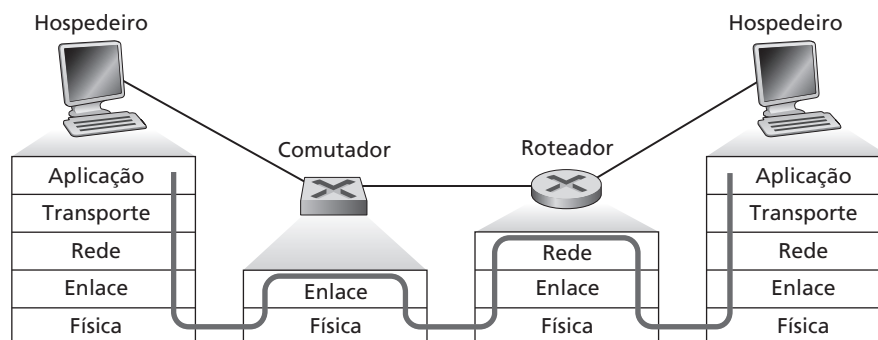 Hospedeiro
Hospedeiro
Comutador
Roteador
Aplicação
Transporte
Rede
Enlace
Física
Enlace
Física
Rede
Enlace
Física
Aplicação
Transporte
Rede
Enlace
Física